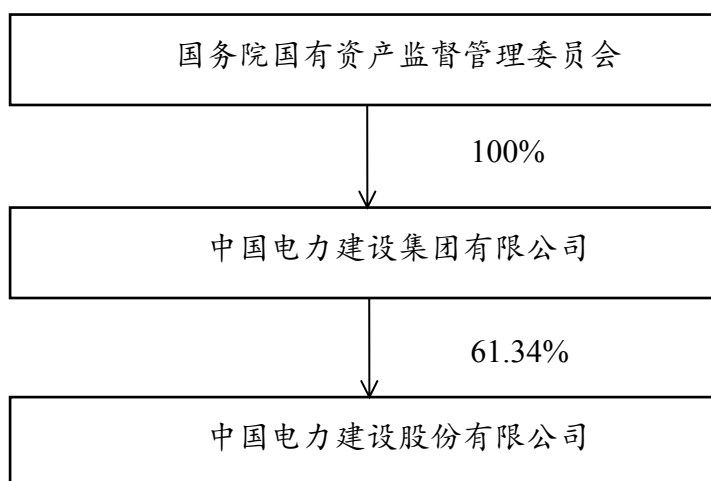 国务院国有资产监督管理委员会
100%
中国电力建设集团有限公司
61.34%
中国电力建设股份有限公司